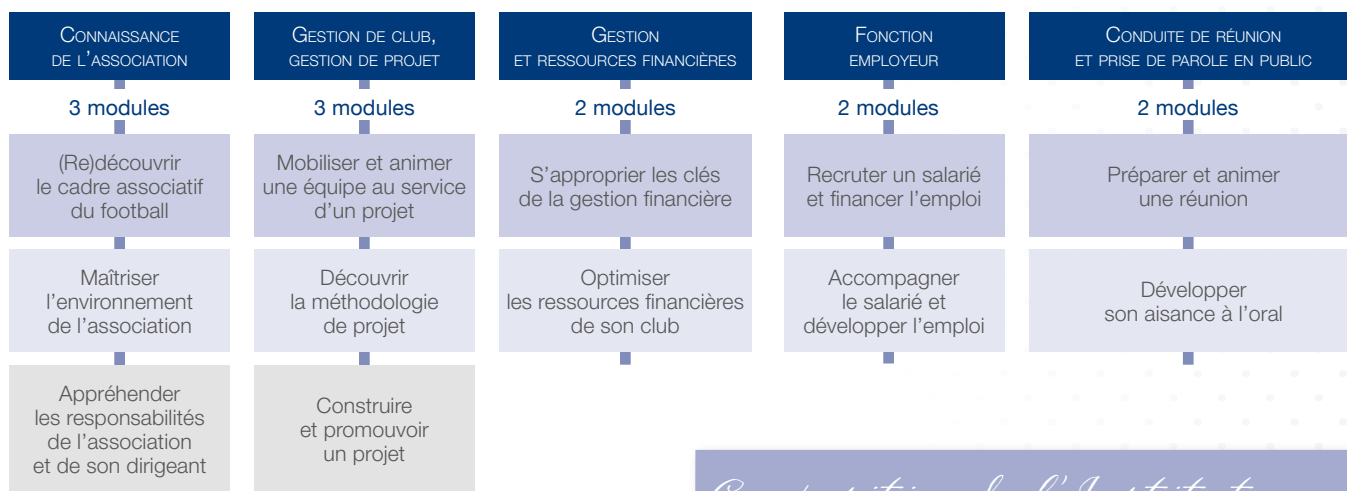 CONNAISSANCE
DE L'ASSOCIATION
3 modules
(Re)découvrir
le cadre associatif
du football
Maîtriser
l'environnement
de l'association
Appréhender
les responsabilités
de l'association
et de son dirigeant
GESTION DE CLUB,
GESTION DE PROJET
3 modules
Mobiliser et animer
une équipe au service
d'un projet
Découvrir
la méthodologie
de projet
Construire
et promouvoir
un projet
GESTION
ET RESSOURCES FINANCIÈRES
2 modules
S'approprier les clés
de la gestion financière
Optimiser
les ressources financières
de son club
FONCTION
EMPLOYEUR
2 modules
Recruter un salarié
et financer l'emploi
Accompagner
le salarié et
développer l'emploi
CONDUITE DE RÉUNION
ET PRISE DE PAROLE EN PUBLIC
2 modules
Préparer et animer
une réunion
Développer
son aisance à l'oral
de l'Institut